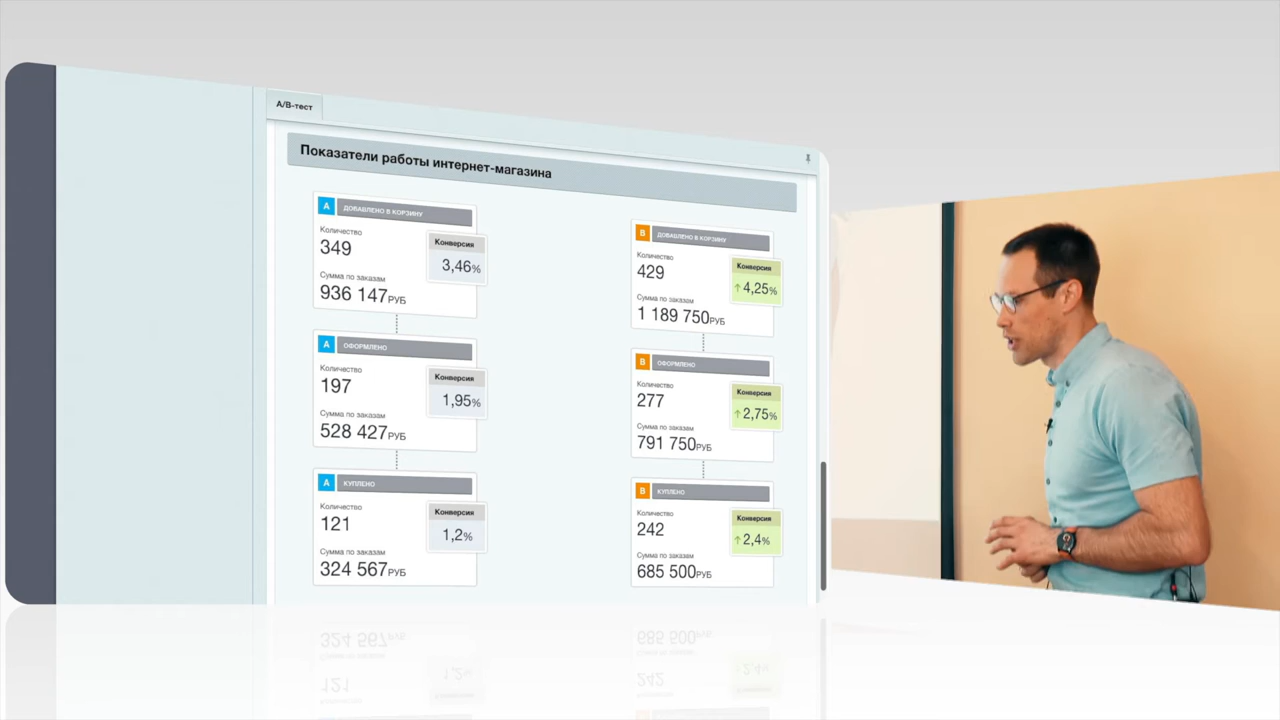 А/В-тест
Показатели работы интернет-магазина
A ДОБАВЛЕНО В КОРЗИНУ
Количество
349
Конверсия
3,46%
Сумма по заказам
936 147РУБ
A ОФОРМЛЕНО
Количество
197
Конверсия
1,95%
Сумма по заказам
528 427РУБ
A КУПЛЕНО
Количество
121
Конверсия
1,2%
Сумма по заказам
324 567РУБ
B ДОБАВЛЕНО В КОРЗИНУ
Количество
429
Конверсия
↑4,25%
Сумма по заказам
1 189 750РУБ
B ОФОРМЛЕНО
Количество
277
Конверсия
↑2,75%
Сумма по заказам
791 750РУБ
B КУПЛЕНО
Количество
242
Конверсия
↑2,4%
Сумма по заказам
685 500РУБ